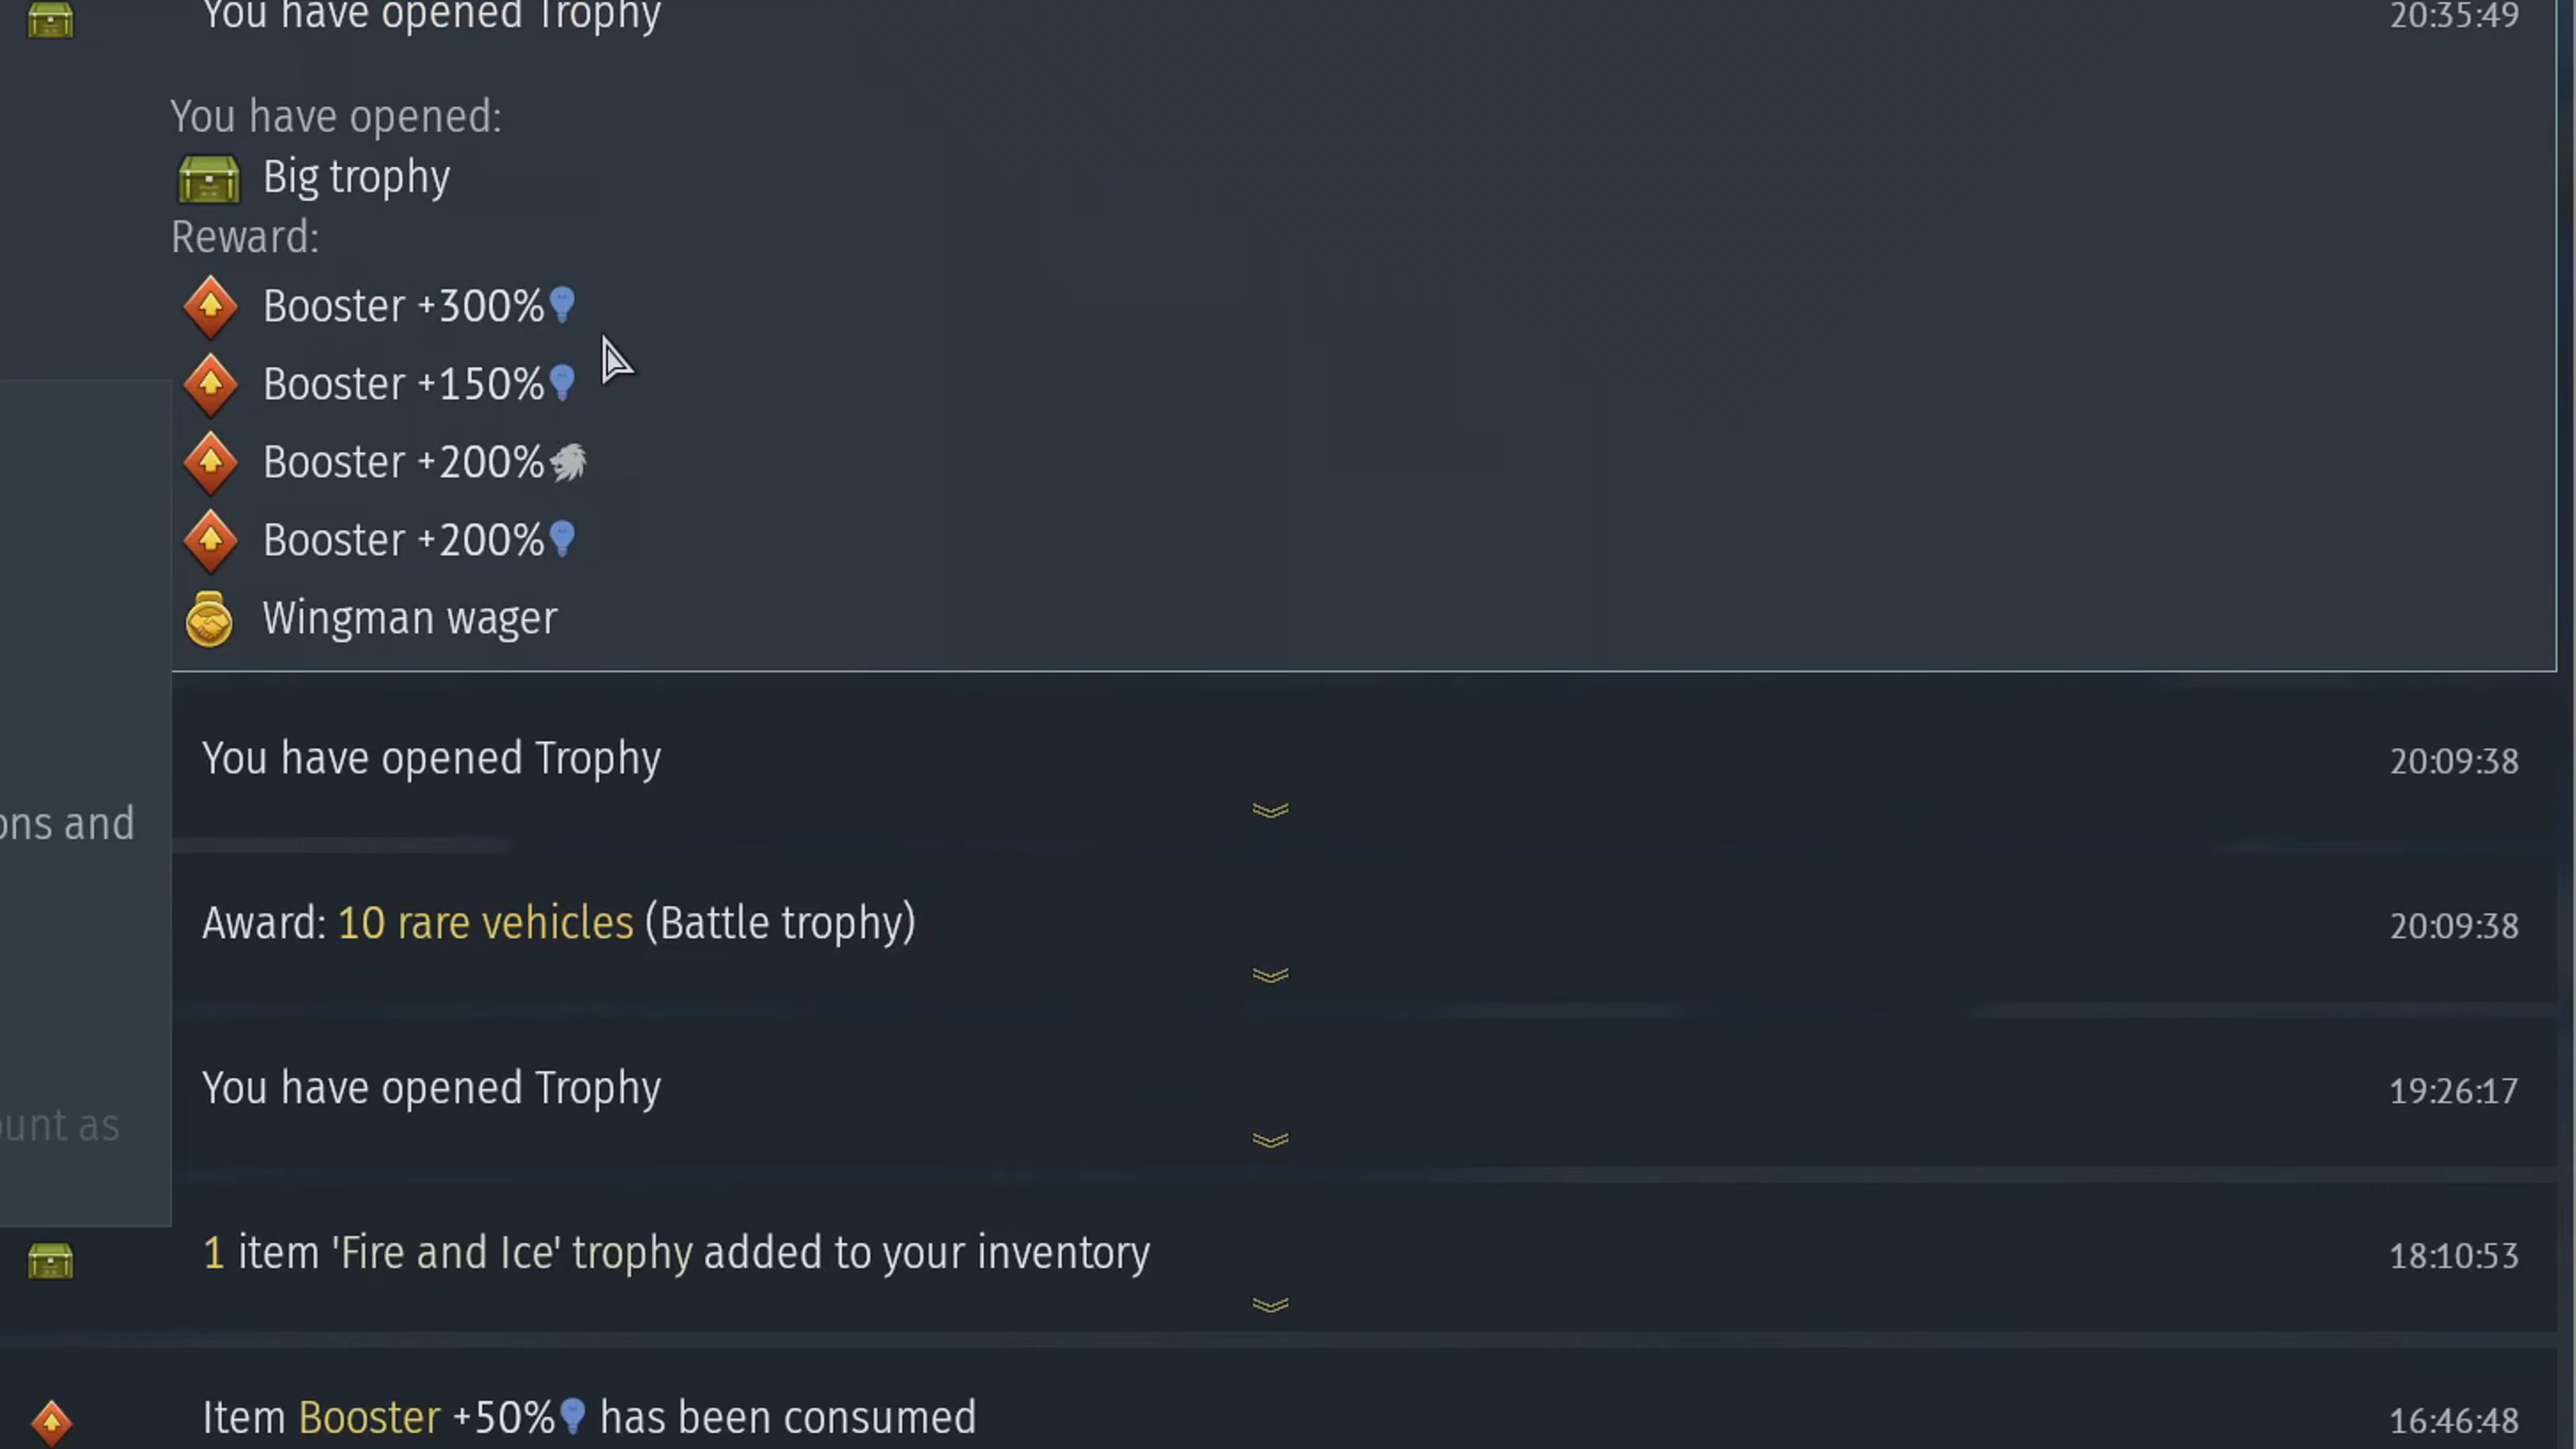 You have opened Trophy 20:35:49
You have opened:
Big trophy
Reward:
Booster +300%
Booster +150%
Booster +200%
Booster +200%
Wingman wager
You have opened Trophy 20:09:38
ons and
Award: 10 rare vehicles (Battle trophy) 20:09:38
You have opened Trophy 19:26:17
ount as
1 item 'Fire and Ice' trophy added to your inventory 18:10:53
Item Booster +50% has been consumed 16:46:48